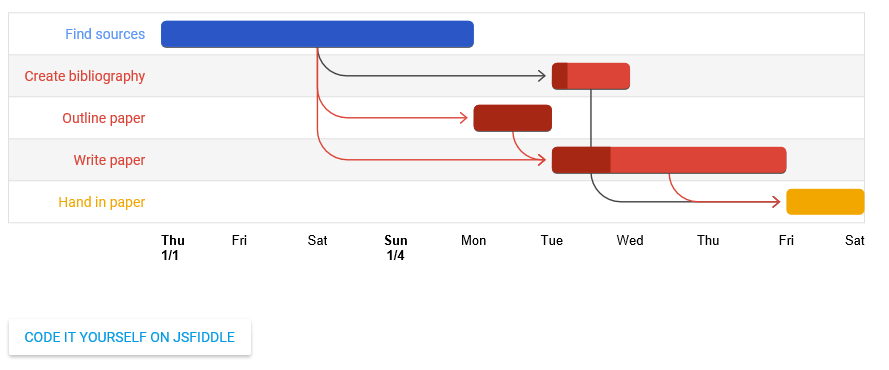 Find sources
Create bibliography
Outline paper
Write paper
Hand in paper
Thu Fri Sat Sun Mon Tue Wed Thu Fri Sat
1/1 1/4
CODE IT YOURSELF ON JSFIDDLE